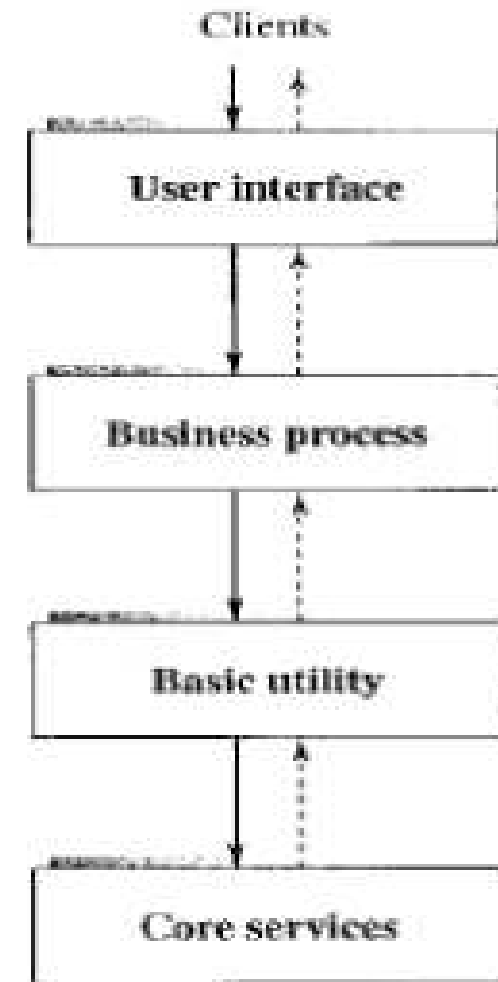 Clients
User interface
Business process
Basic utility
Core services